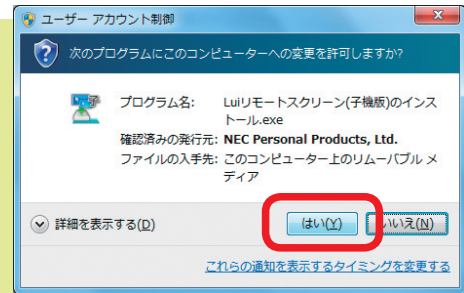 ユーザー アカウント制御
次のプログラムにこのコンピューターへの変更を許可しますか?
プログラム名: Luiリモートスクリーン(子機版)のインス
トール.exe
確認済みの発行元: NEC Personal Products, Ltd.
ファイルの入手先: このコンピューター上のリムーバブル メ
ディア
詳細を表示する(D) はい(Y) いいえ(N)
これらの通知を表示するタイミングを変更する